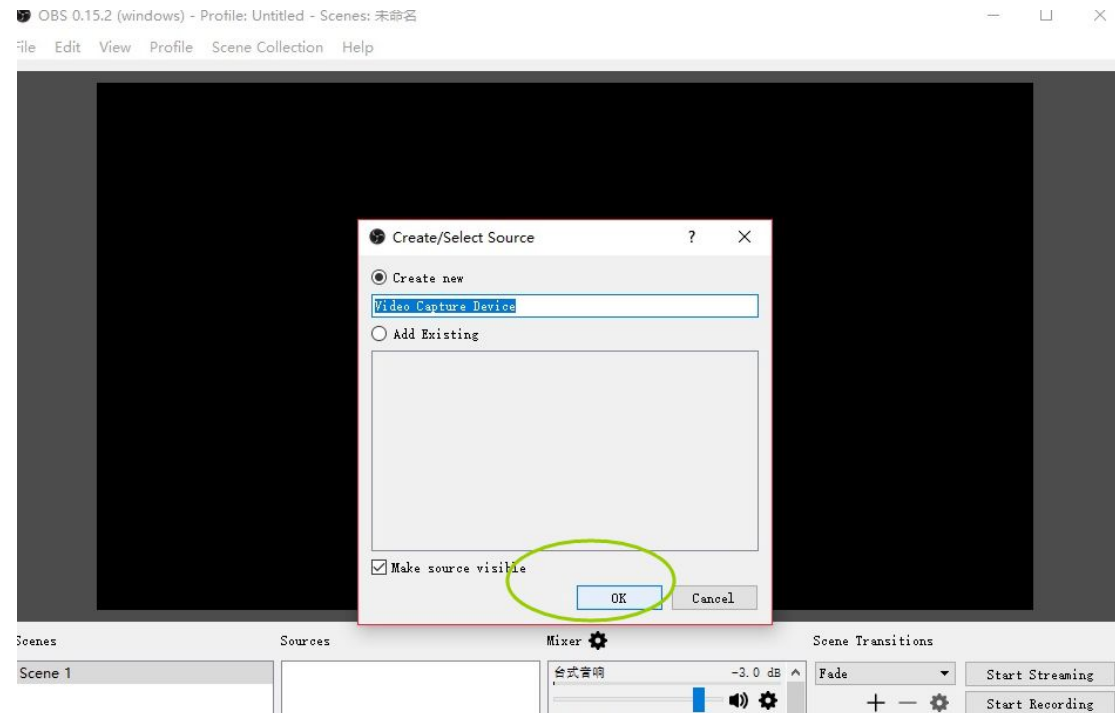 OBS 0.15.2 (windows) - Profile: Untitled - Scenes: 未命名
File Edit View Profile Scene Collection Help
Create/Select Source ?
Create new
Video Capture Device
Add Existing
Make source visible
OK Cancel
Scenes Sources Mixer Scene Transitions
Scene 1 台式音响 -3.0 dB Fade Start Streaming
Start Recording